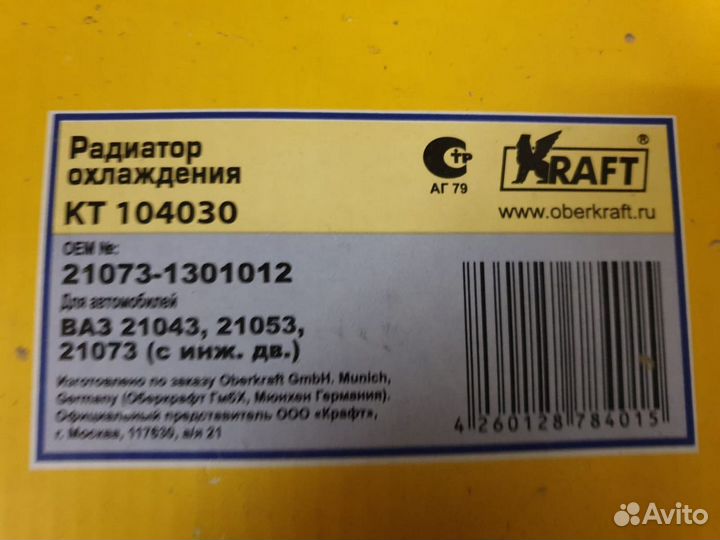 Радиатор
охлаждения
КТ 104030
АГ 79
KRAFT®
www.oberkraft.ru
OEM №:
21073-1301012
Для автомобилей
ВАЗ 21043, 21053,
21073 (с инж. дв.)
Изготовлено по заказу Oberkraft GmbH. Munich,
Germany (Оберкрафт ГмбХ, Мюнхен Германия).
Официальный представитель ООО «Крафт»,
г. Москва, 117630, а/я 21
4 260128 784015
Avito